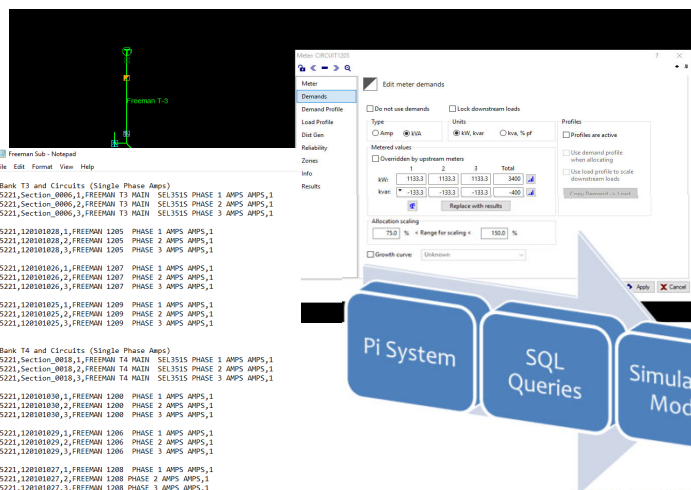 Freeman T-3
Freeman Sub - Notepad
File Edit Format View Help
Bank T3 and Circuits (Single Phase Amps)
5221,Section_0006,1,FREEMAN T3 MAIN SEL351S PHASE 1 AMPS AMPS,1
5221,Section_0006,2,FREEMAN T3 MAIN SEL351S PHASE 2 AMPS AMPS,1
5221,Section_0006,3,FREEMAN T3 MAIN SEL351S PHASE 3 AMPS AMPS,1
5221,120101028,1,FREEMAN 1205 PHASE 1 AMPS AMPS,1
5221,120101028,2,FREEMAN 1205 PHASE 2 AMPS AMPS,1
5221,120101028,3,FREEMAN 1205 PHASE 3 AMPS AMPS,1
5221,120101026,1,FREEMAN 1207 PHASE 1 AMPS AMPS,1
5221,120101026,2,FREEMAN 1207 PHASE 2 AMPS AMPS,1
5221,120101026,3,FREEMAN 1207 PHASE 3 AMPS AMPS,1
5221,120101025,1,FREEMAN 1209 PHASE 1 AMPS AMPS,1
5221,120101025,2,FREEMAN 1209 PHASE 2 AMPS AMPS,1
5221,120101025,3,FREEMAN 1209 PHASE 3 AMPS AMPS,1
Bank T4 and Circuits (Single Phase Amps)
5221,Section_0018,1,FREEMAN T4 MAIN SEL351S PHASE 1 AMPS AMPS,1
5221,Section_0018,2,FREEMAN T4 MAIN SEL351S PHASE 2 AMPS AMPS,1
5221,Section_0018,3,FREEMAN T4 MAIN SEL351S PHASE 3 AMPS AMPS,1
5221,120101030,1,FREEMAN 1200 PHASE 1 AMPS AMPS,1
5221,120101030,2,FREEMAN 1200 PHASE 2 AMPS AMPS,1
5221,120101030,3,FREEMAN 1200 PHASE 3 AMPS AMPS,1
5221,120101029,1,FREEMAN 1206 PHASE 1 AMPS AMPS,1
5221,120101029,2,FREEMAN 1206 PHASE 2 AMPS AMPS,1
5221,120101029,3,FREEMAN 1206 PHASE 3 AMPS AMPS,1
5221,120101027,1,FREEMAN 1208 PHASE 1 AMPS AMPS,1
5221,120101027,2,FREEMAN 1208 PHASE 2 AMPS AMPS,1
5221,120101027,3,FREEMAN 1208 PHASE 3 AMPS AMPS,1
Meter CIRCUIT1205
Meter
Demands
Demand Profile
Load Profile
Dist Gen
Reliability
Zones
Info
Results
Edit meter demands
Do not use demands Lock downstream loads
Type Units Profiles
Amp kVA kW, kvar kva, % pf Profiles are active
Metered values
Overridden by upstream meters
Use demand profile when allocating
Use load profile to scale downstream loads
Copy Demand -> Load
1 2 3 Total
kW: 1133.3 1133.3 1133.3 3400
kvar: -133.3 -133.3 -133.3 -400
Replace with results
Allocation scaling
75.0 % < Range for scaling < 150.0 %
Growth curve: Unknown
Apply Cancel
Pi System
SQL
Queries
Simula
Mod